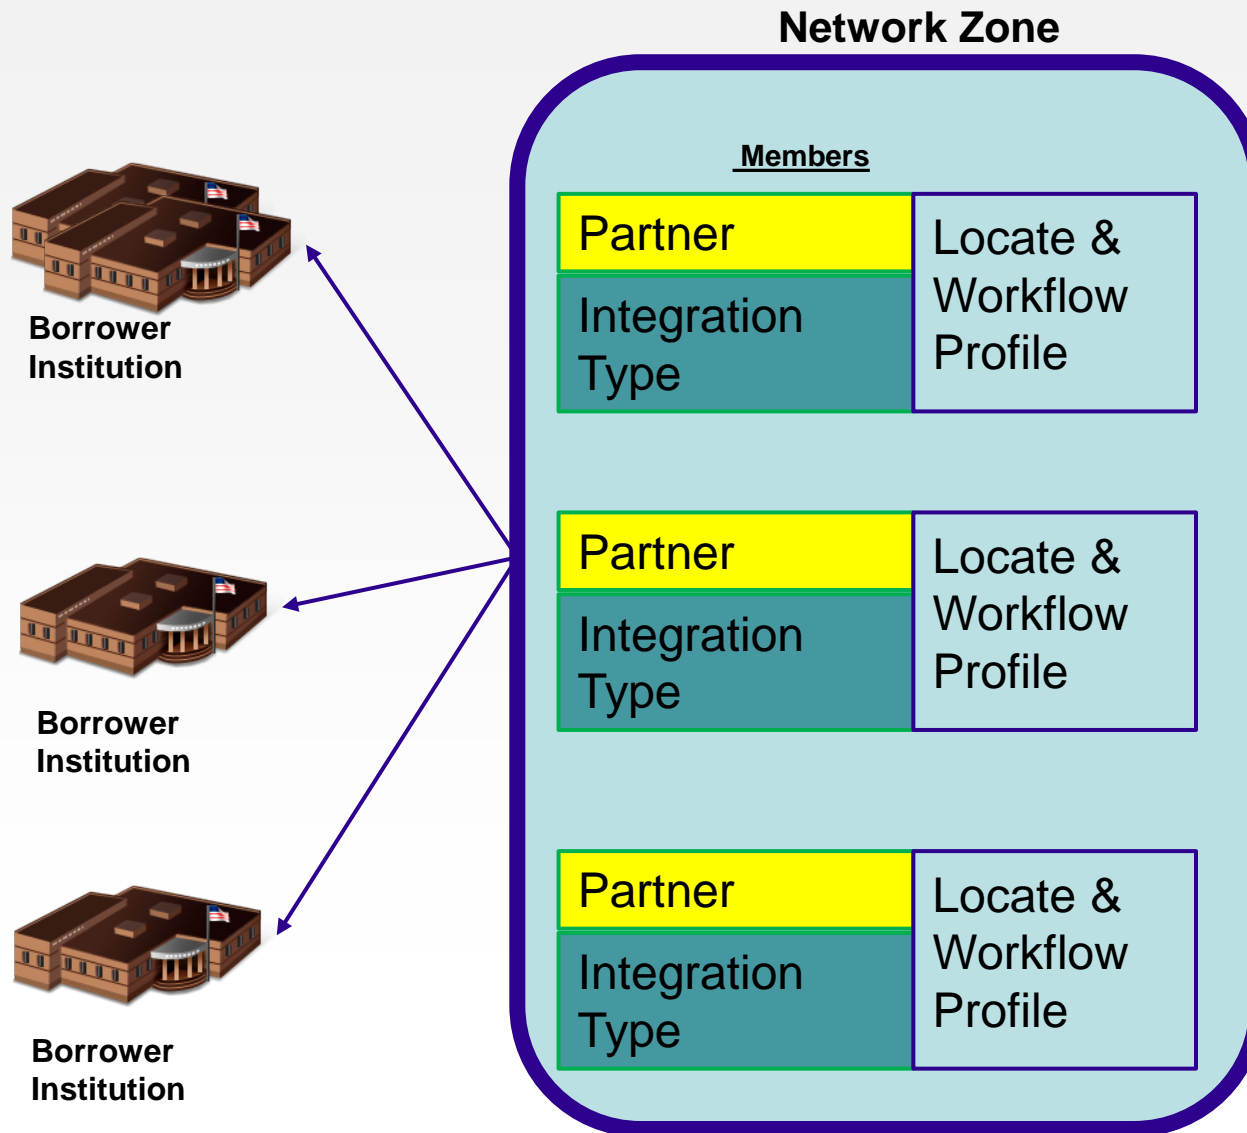 Network Zone
Members
Partner
Integration
Type
Locate &
Workflow
Profile
Borrower
Institution
Partner
Integration
Type
Locate &
Workflow
Profile
Borrower
Institution
Partner
Integration
Type
Locate &
Workflow
Profile
Borrower
Institution